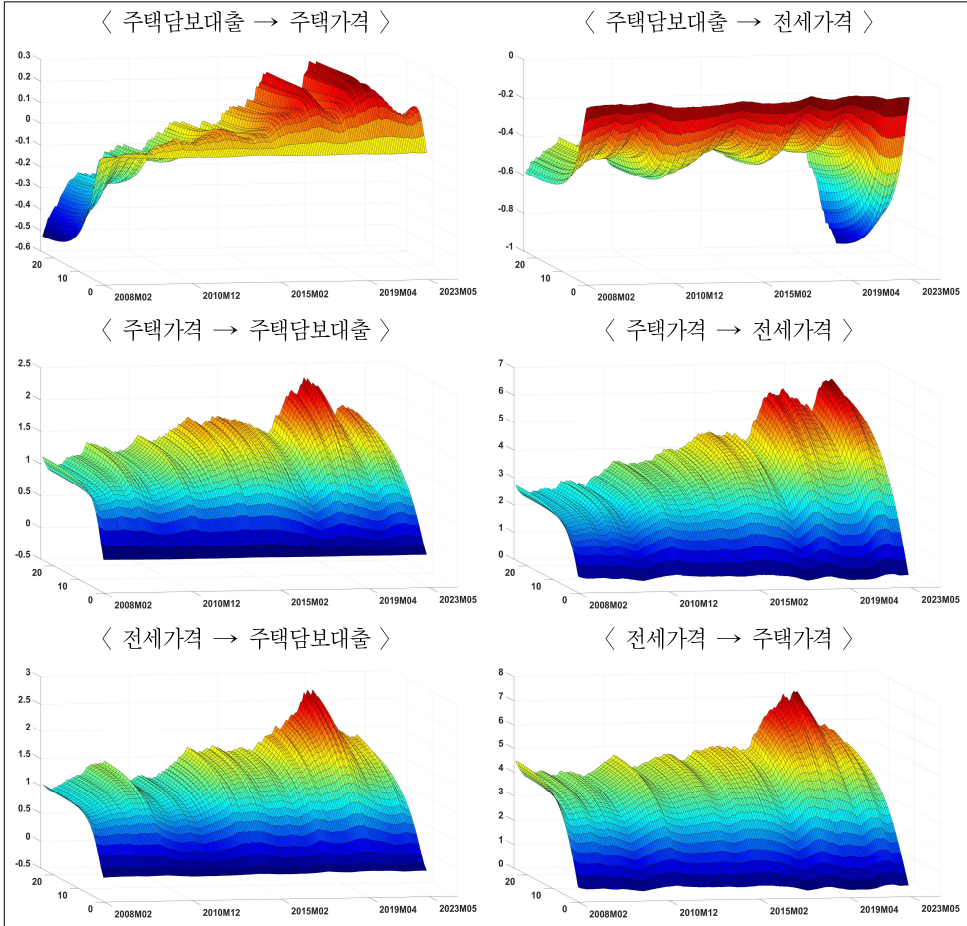 〈 주택담보대출 → 주택가격 〉
0.3
0.2
0.1
0
-0.1
-0.2
-0.3
-0.4
-0.5
-0.6
20
10
0
2008M02
2010M12
2015M02
2019M04
2023M05
〈 주택담보대출 → 전세가격 〉
0
-0.2
-0.4
-0.6
-0.8
-1
20
10
0
2008M02
2010M12
2015M02
2019M04
2023M05
〈 주택가격 → 주택담보대출 〉
2.5
2
1.5
1
0.5
0
-0.5
20
10
0
2008M02
2010M12
2015M02
2019M04
2023M05
〈 주택가격 → 전세가격 〉
7
6
5
4
3
2
1
0
20
10
0
2008M02
2010M12
2015M02
2019M04
2023M05
〈 전세가격 → 주택담보대출 〉
3
2.5
2
1.5
1
0.5
0
-0.5
20
10
0
2008M02
2010M12
2015M02
2019M04
2023M05
〈 전세가격 → 주택가격 〉
8
7
6
5
4
3
2
1
0
20
10
0
2008M02
2010M12
2015M02
2019M04
2023M05